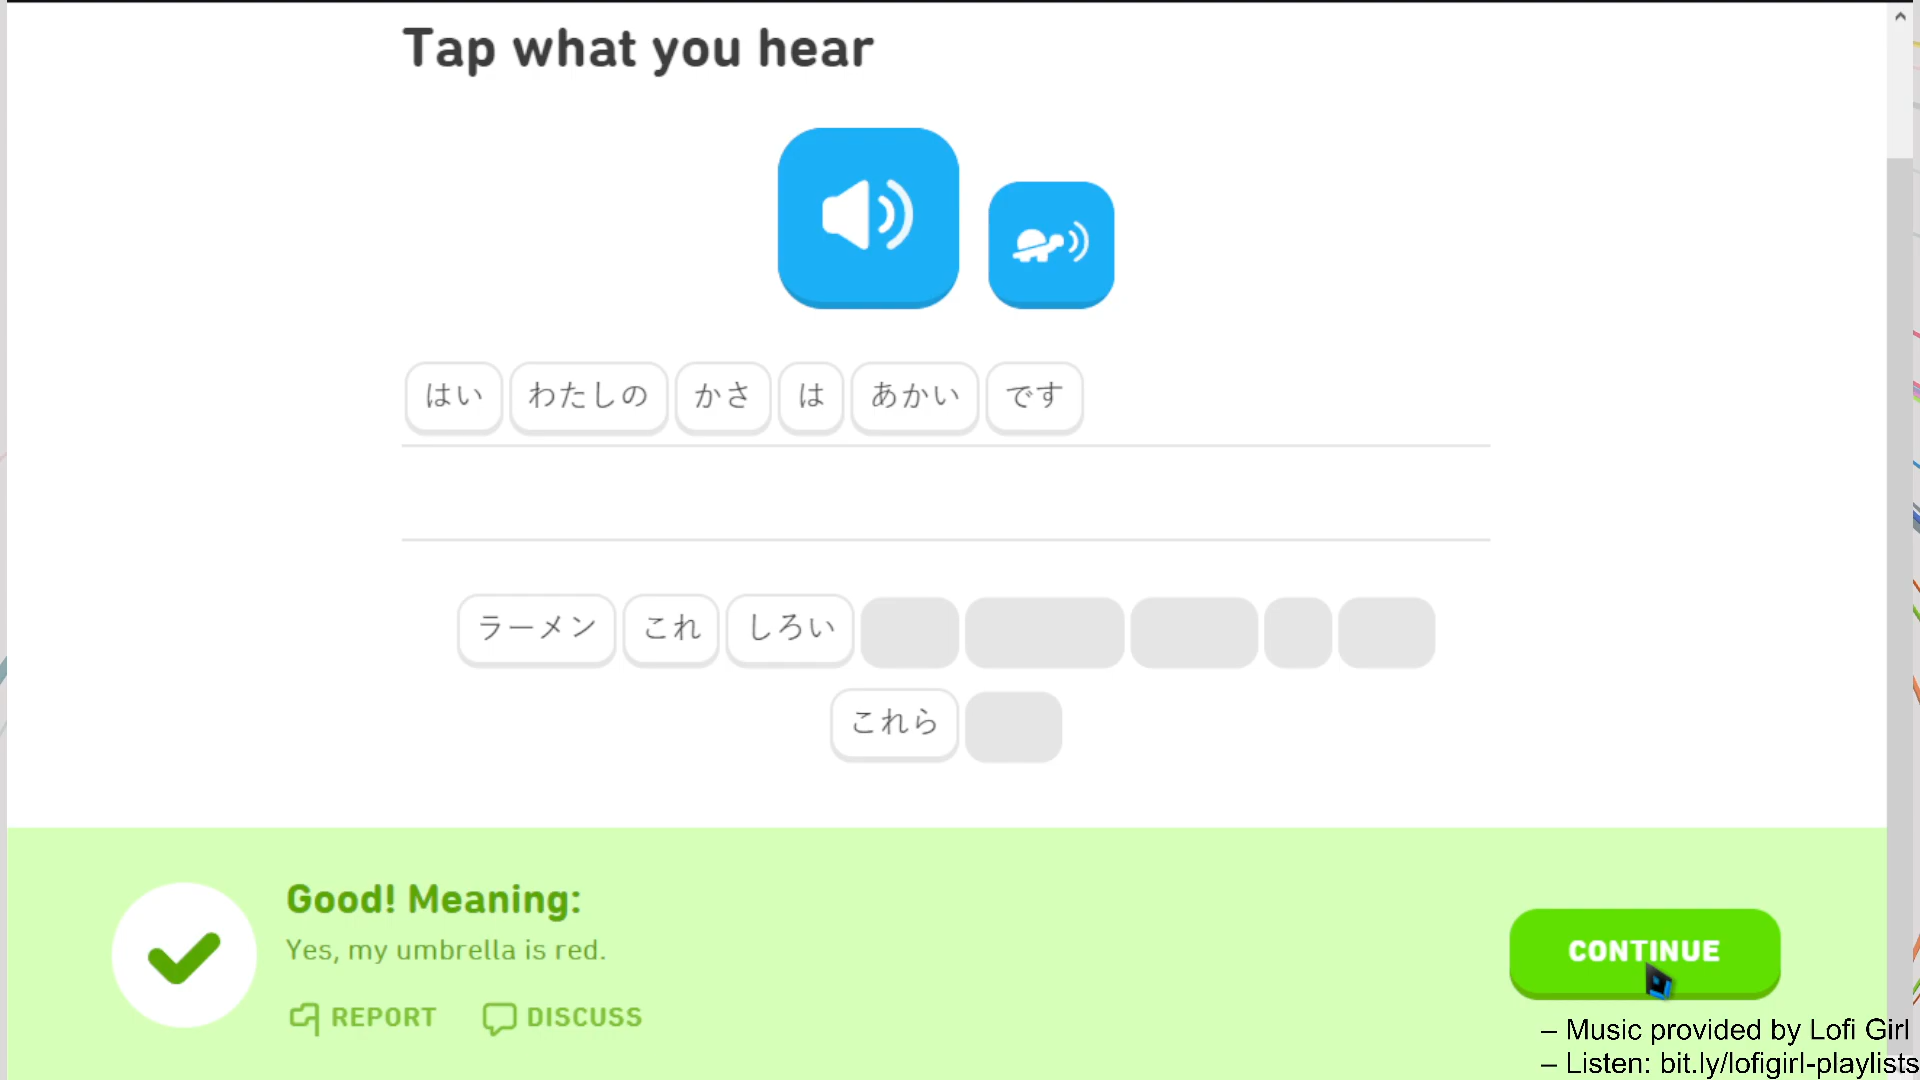 Tap what you hear
はい わたしの かさ は あかい です
ラーメン これ しろい
これら
Good! Meaning:
Yes, my umbrella is red.
REPORT DISCUSS
CONTINUE
– Music provided by Lofi Girl
– Listen: bit.ly/lofigirl-playlists